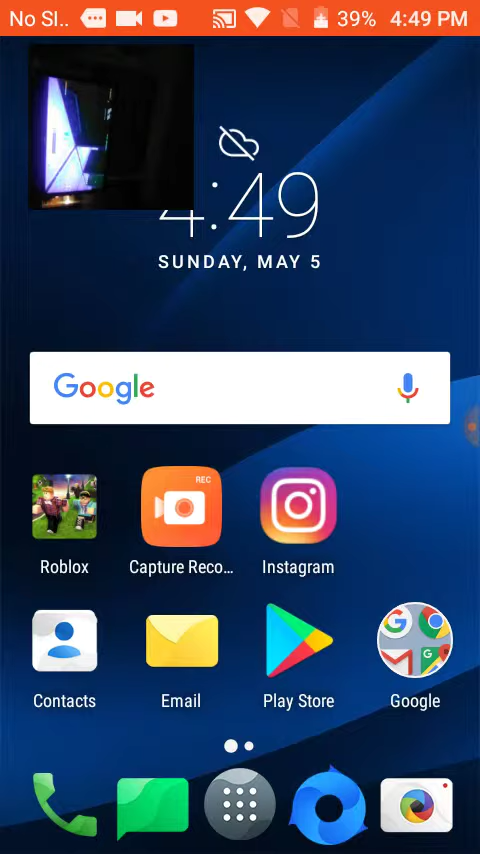 No SI.. 39% 4:49 PM
4:49
SUNDAY, MAY 5
Google
REC
Roblox
Capture Reco...
Instagram
Contacts
Email
Play Store
Google